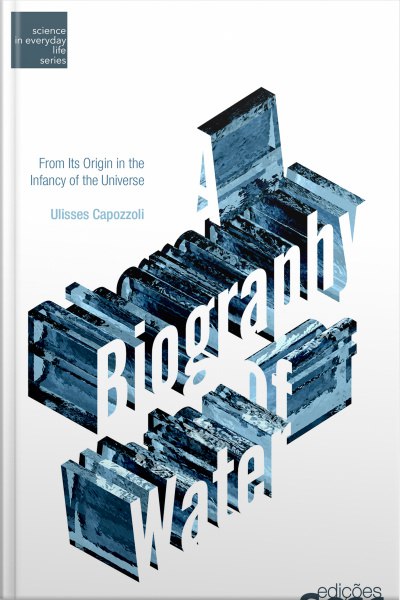 science
in everyday
life
series
From Its Origin in the
Infancy of the Universe
Ulisses Capozzoli
A
Biography
of
Water
edições